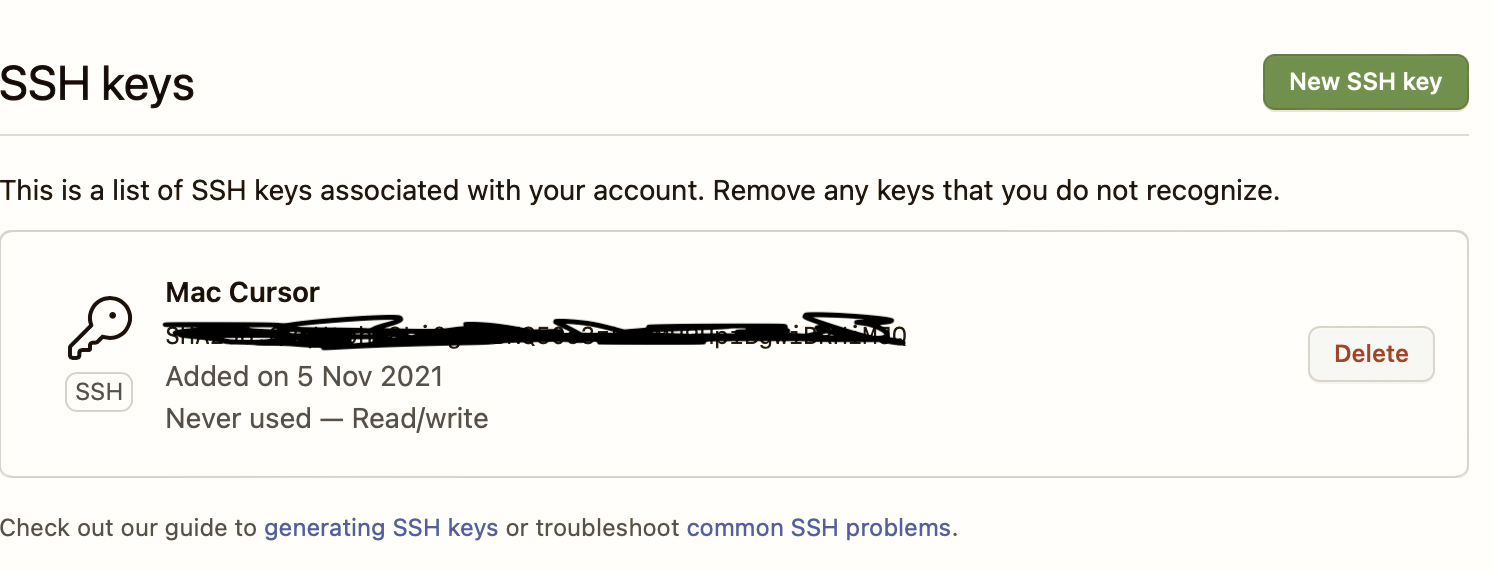 SSH keys
New SSH key
This is a list of SSH keys associated with your account. Remove any keys that you do not recognize.
Mac Cursor
Added on 5 Nov 2021
SSH
Never used — Read/write
Delete
Check out our guide to generating SSH keys or troubleshoot common SSH problems.